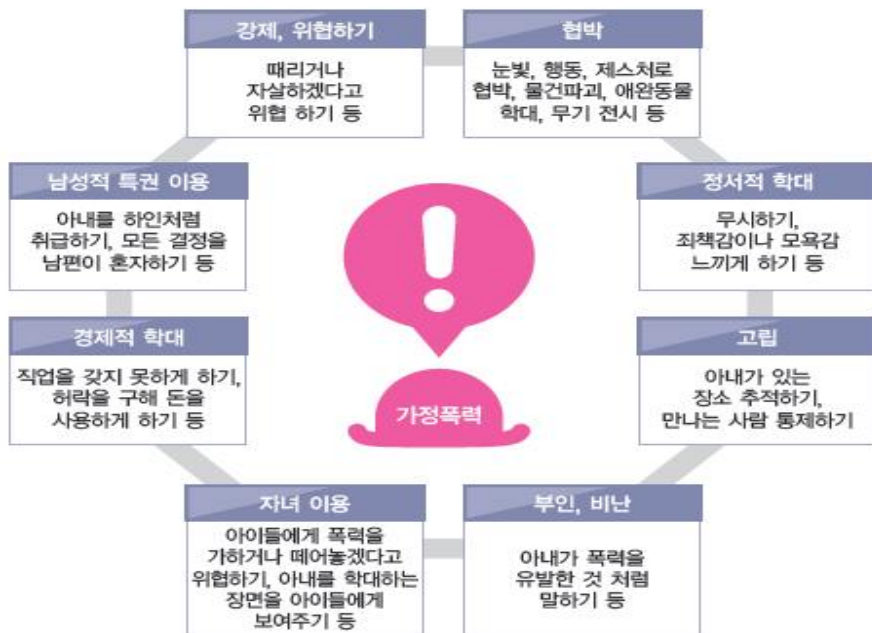 강제, 위협하기
때리거나
자살하겠다고
위협 하기 등
협박
눈빛, 행동, 제스처로
협박, 물건파괴, 애완동물
학대, 무기 전시 등
남성적 특권 이용
아내를 하인처럼
취급하기, 모든 결정을
남편이 혼자하기 등
정서적 학대
무시하기,
죄책감이나 모욕감
느끼게 하기 등
경제적 학대
직업을 갖지 못하게 하기,
허락을 구해 돈을
사용하게 하기 등
고립
아내가 있는
장소 추적하기,
만나는 사람 통제하기
가정폭력
자녀 이용
아이들에게 폭력을
가하거나 떼어놓겠다고
위협하기, 아내를 학대하는
장면을 아이들에게
보여주기 등
부인, 비난
아내가 폭력을
유발한 것 처럼
말하기 등